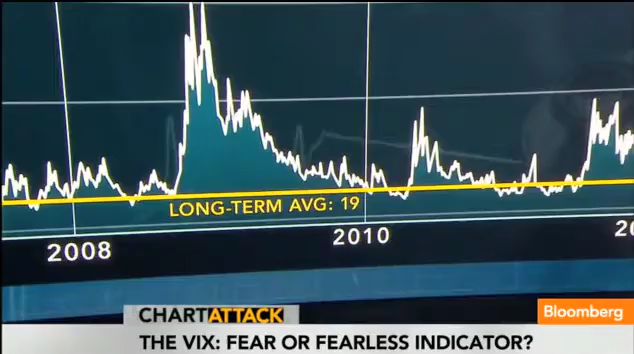 LONG-TERM AVG: 19
2008
2010
CHARTATTACK
Bloomberg
THE VIX: FEAR OR FEARLESS INDICATOR?